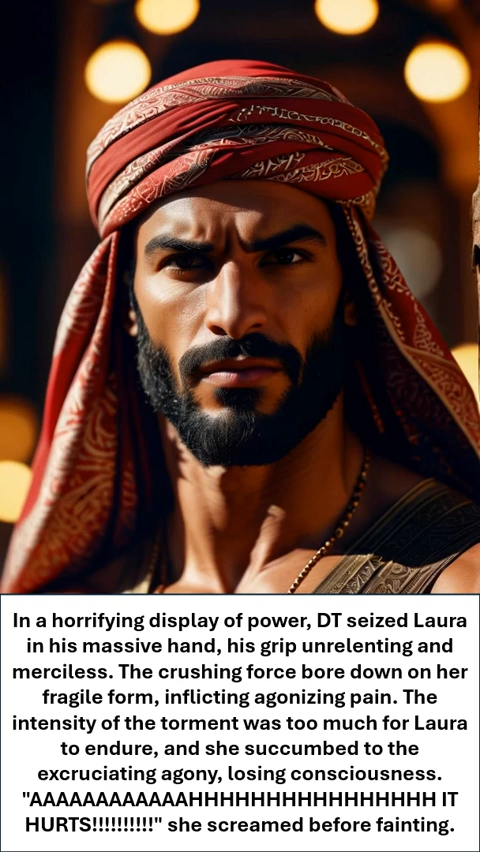 In a horrifying display of power, DT seized Laura
in his massive hand, his grip unrelenting and
merciless. The crushing force bore down on her
fragile form, inflicting agonizing pain. The
intensity of the torment was too much for Laura
to endure, and she succumbed to the
excruciating agony, losing consciousness.
"AAAAAAAAAAAAHHHHHHHHHHHHHHHH IT
HURTS!!!!!!!!!!" she screamed before fainting.